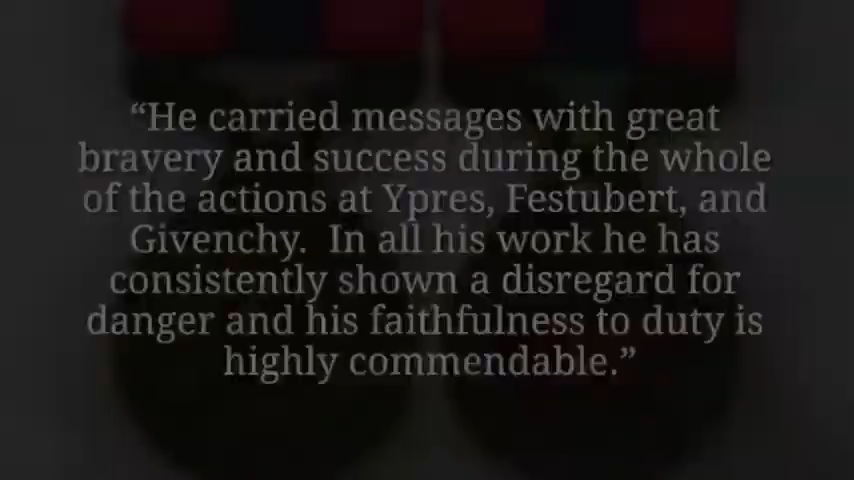 “He carried messages with great
bravery and success during the whole
of the actions at Ypres, Festubert, and
Givenchy.  In all his work he has
consistently shown a disregard for
danger and his faithfulness to duty is
highly commendable.”